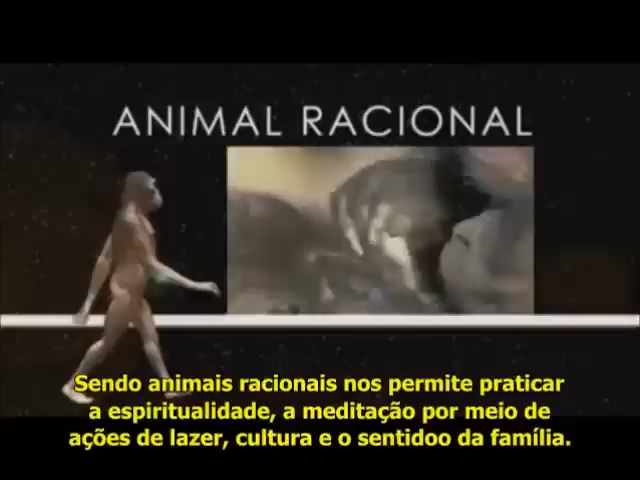 ANIMAL RACIONAL
Sendo animais racionais nos permite praticar
a espiritualidade, a meditação por meio de
ações de lazer, cultura e o sentidoo da família.